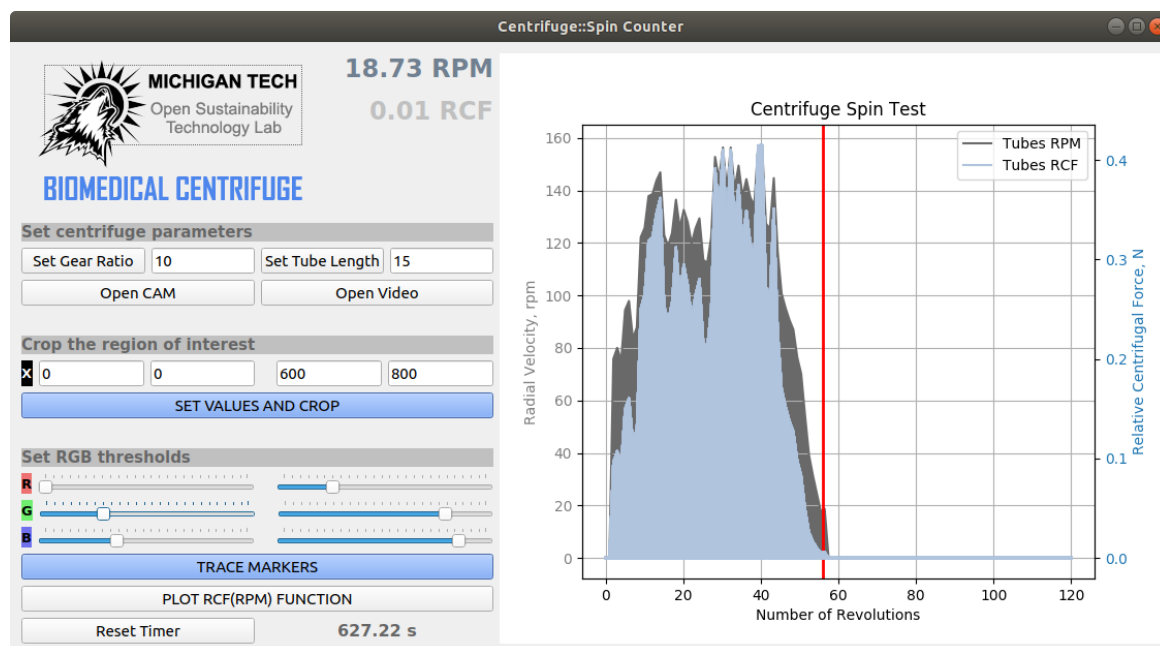 Centrifuge::Spin Counter
MICHIGAN TECH
Open Sustainability
Technology Lab
BIOMEDICAL CENTRIFUGE
18.73 RPM
0.01 RCF
Set centrifuge parameters
Set Gear Ratio 10 Set Tube Length 15
Open CAM Open Video
Crop the region of interest
X 0 0 600 800
SET VALUES AND CROP
Set RGB thresholds
R
G
B
TRACE MARKERS
PLOT RCF(RPM) FUNCTION
Reset Timer 627.22 s
Centrifuge Spin Test
Tubes RPM
Tubes RCF
Radial Velocity, rpm
160
140
120
100
80
60
40
20
0
0.4
0.3
0.2
0.1
0.0
Relative Centrifugal Force, N
0 20 40 60 80 100 120
Number of Revolutions